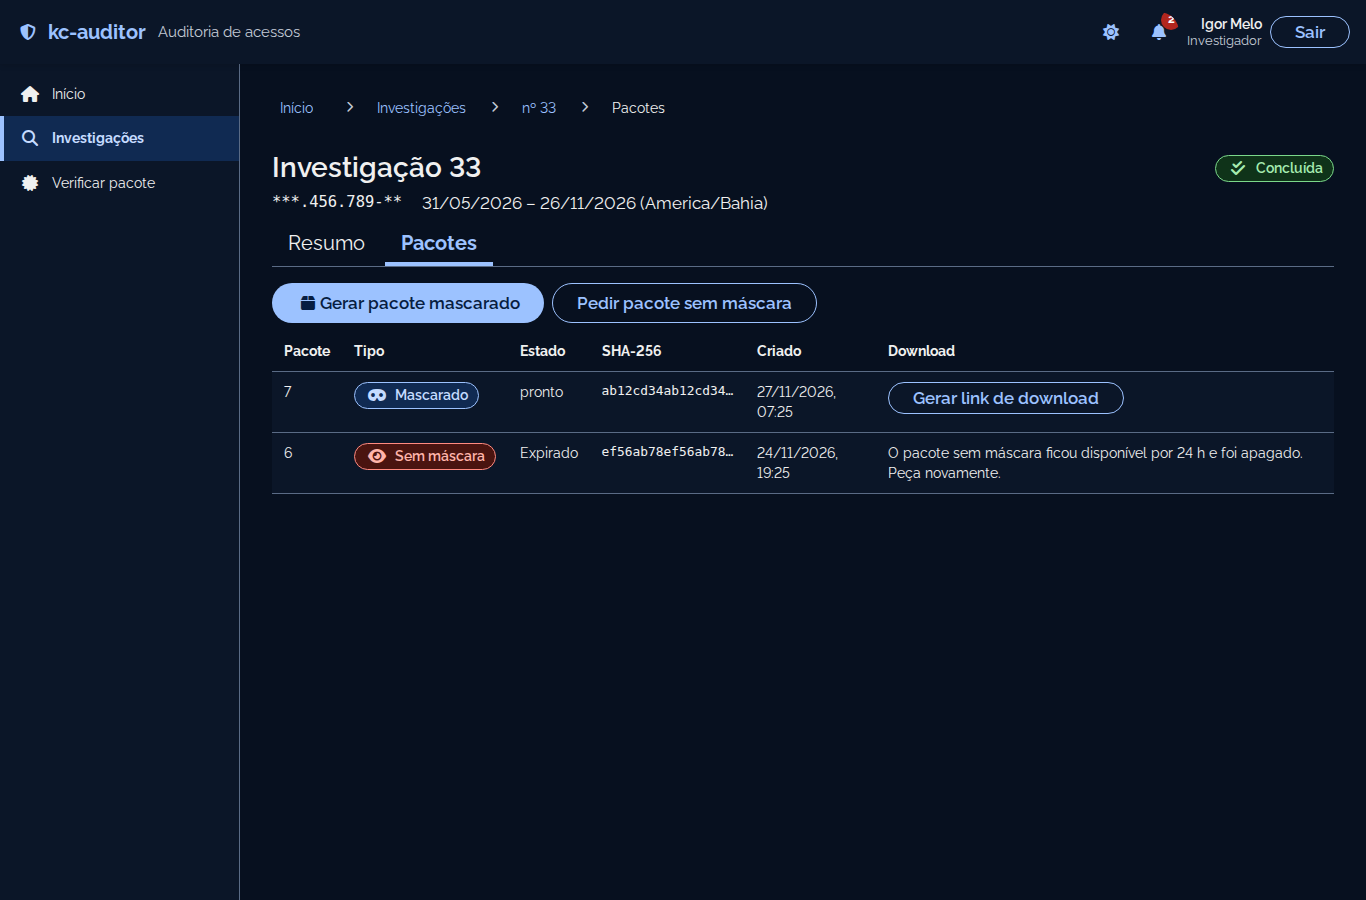 kc-auditor Auditoria de acessos
2
Igor Melo
Investigador
Sair
Início
Investigações
Verificar pacote
Início Investigações nº 33 Pacotes
Investigação 33
Concluída
***.456.789-** 31/05/2026 – 26/11/2026 (America/Bahia)
Resumo Pacotes
Gerar pacote mascarado Pedir pacote sem máscara
Pacote Tipo Estado SHA-256 Criado Download
7 Mascarado pronto ab12cd34ab12cd34… 27/11/2026, Gerar link de download
07:25
6 Sem máscara Expirado ef56ab78ef56ab78… 24/11/2026, O pacote sem máscara ficou disponível por 24 h e foi apagado.
19:25 Peça novamente.